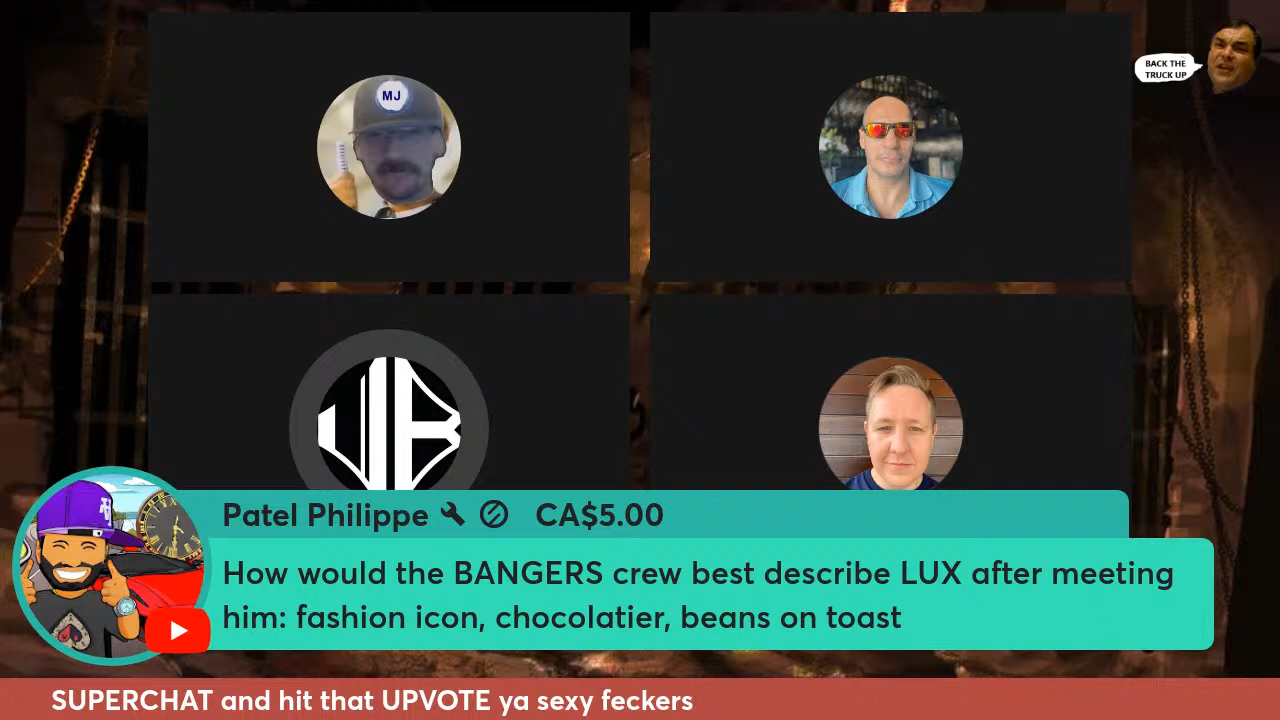 BACK THE
TRUCK UP
MJ
Patel Philippe CA$5.00
How would the BANGERS crew best describe LUX after meeting
him: fashion icon, chocolatier, beans on toast
SUPERCHAT and hit that UPVOTE ya sexy feckers